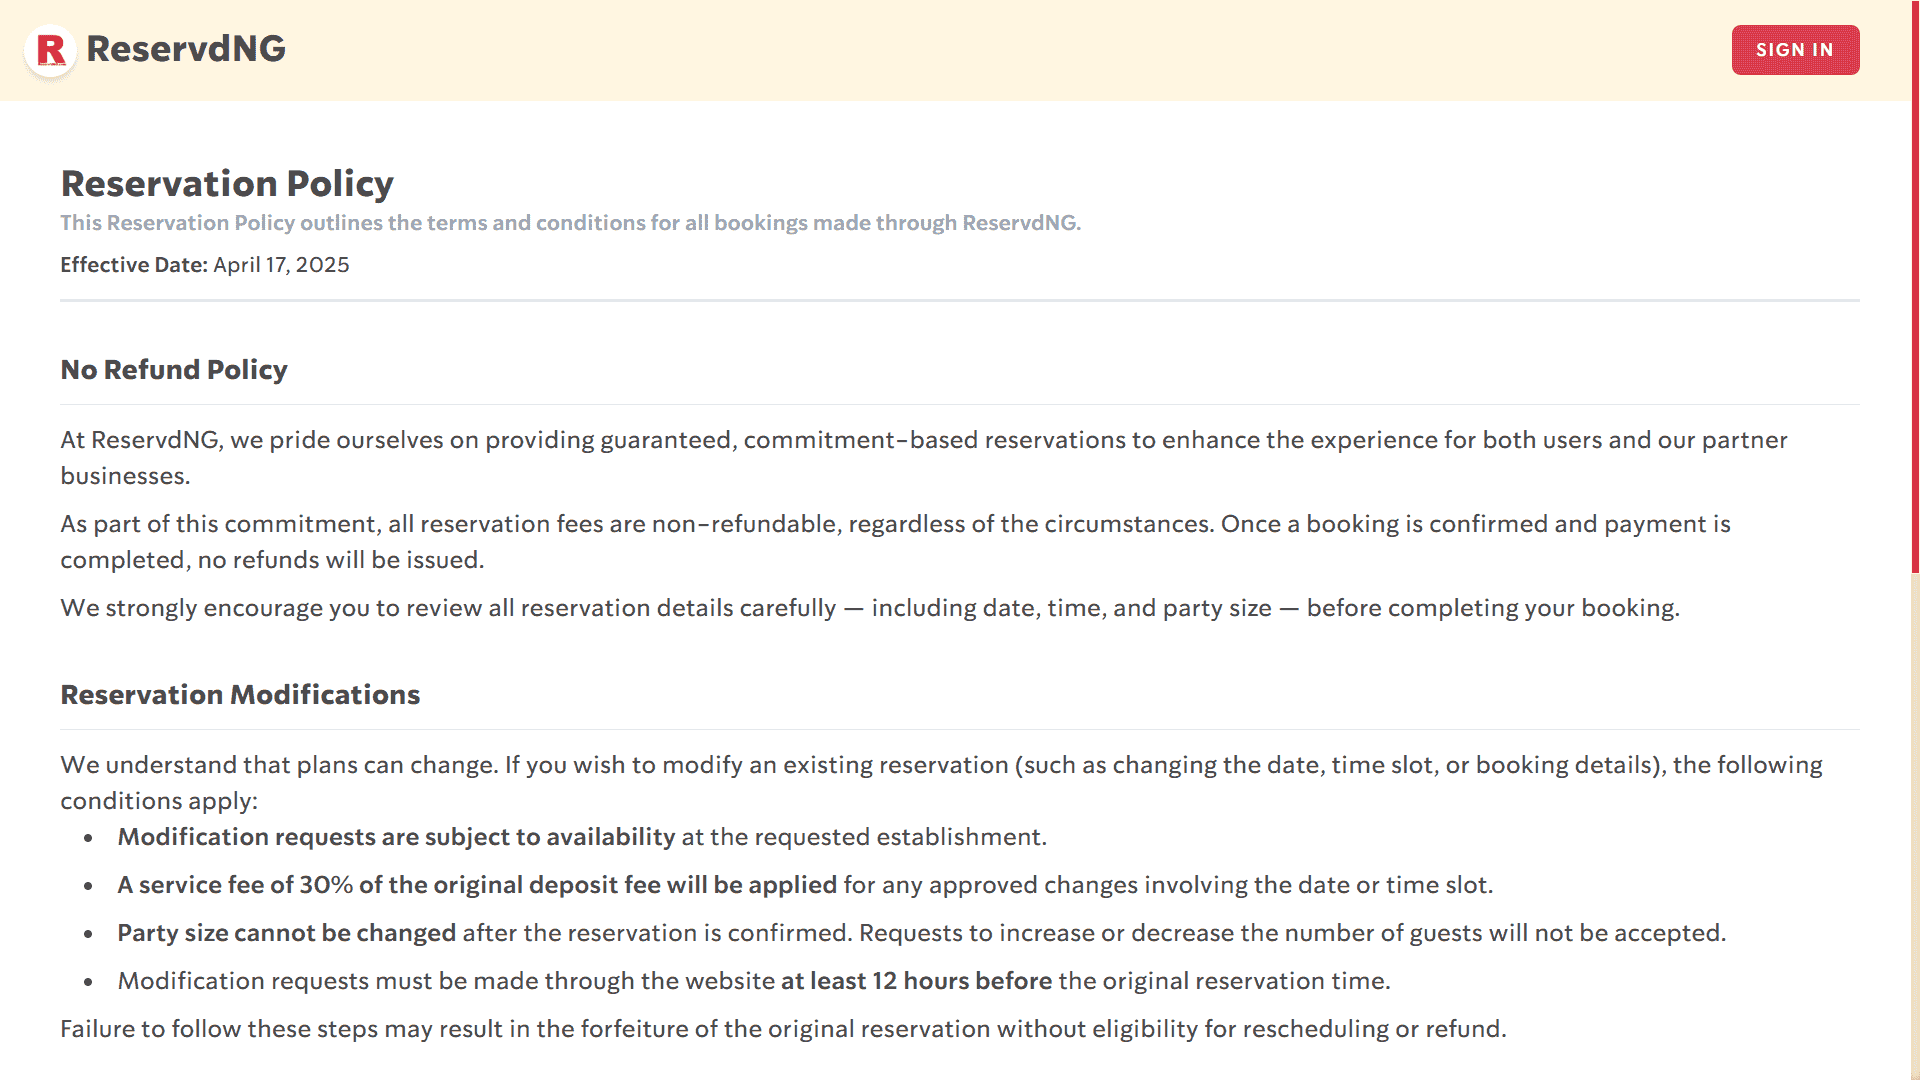 R ReservdNG
SIGN IN
Reservation Policy
This Reservation Policy outlines the terms and conditions for all bookings made through ReservdNG.
Effective Date: April 17, 2025
No Refund Policy
At ReservdNG, we pride ourselves on providing guaranteed, commitment-based reservations to enhance the experience for both users and our partner
businesses.
As part of this commitment, all reservation fees are non-refundable, regardless of the circumstances. Once a booking is confirmed and payment is
completed, no refunds will be issued.
We strongly encourage you to review all reservation details carefully — including date, time, and party size — before completing your booking.
Reservation Modifications
We understand that plans can change. If you wish to modify an existing reservation (such as changing the date, time slot, or booking details), the following
conditions apply:
• Modification requests are subject to availability at the requested establishment.
• A service fee of 30% of the original deposit fee will be applied for any approved changes involving the date or time slot.
• Party size cannot be changed after the reservation is confirmed. Requests to increase or decrease the number of guests will not be accepted.
• Modification requests must be made through the website at least 12 hours before the original reservation time.
Failure to follow these steps may result in the forfeiture of the original reservation without eligibility for rescheduling or refund.